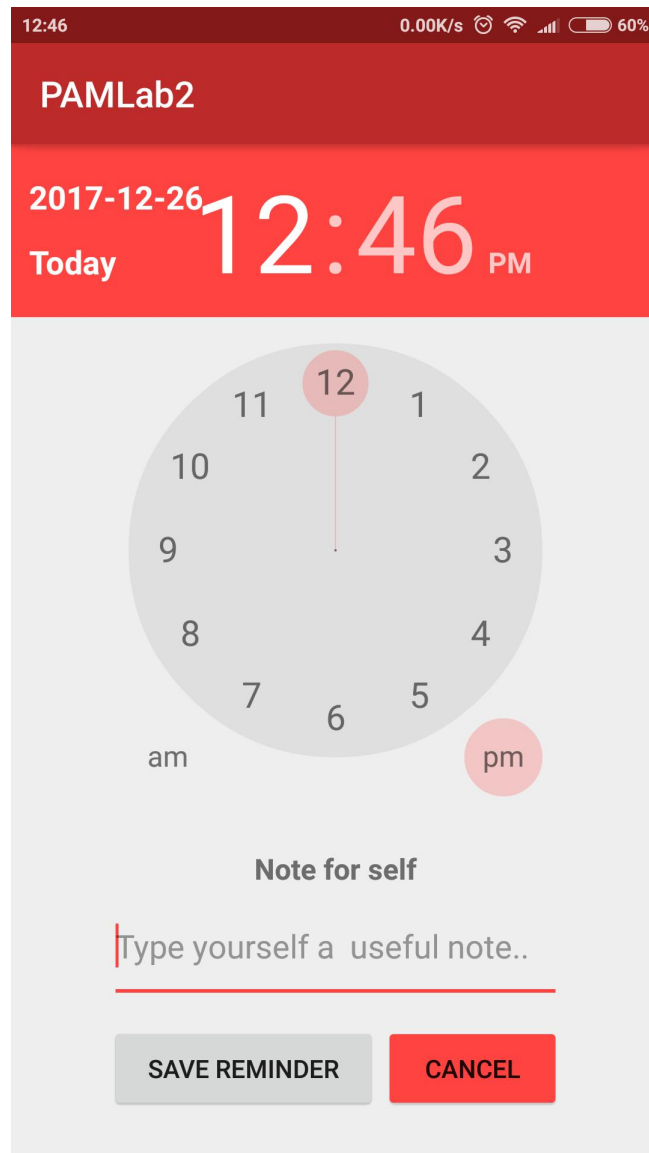 12:46 0.00K/s 60%
PAMLab2
2017-12-26
Today
12:46 PM
12
11 1
10 2
9 3
8 4
7 5
6
am pm
Note for self
Type yourself a  useful note..
SAVE REMINDER CANCEL